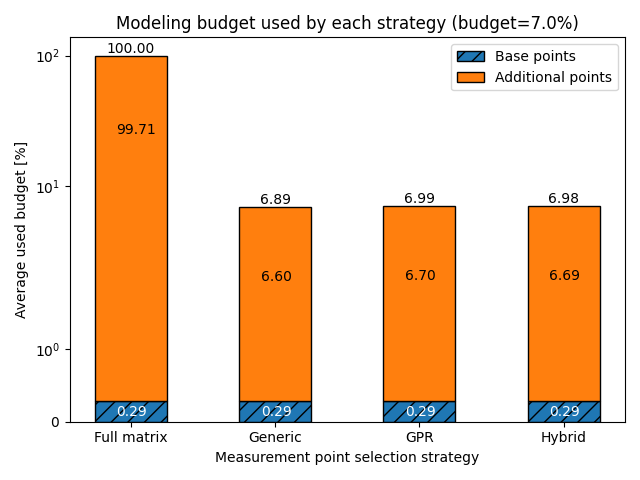 Modeling budget used by each strategy (budget=7.0%)
Base points
Additional points
Average used budget [%]
10²
10¹
10⁰
0
100.00
99.71
0.29
6.89
6.60
0.29
6.99
6.70
0.29
6.98
6.69
0.29
Full matrix
Generic
GPR
Hybrid
Measurement point selection strategy